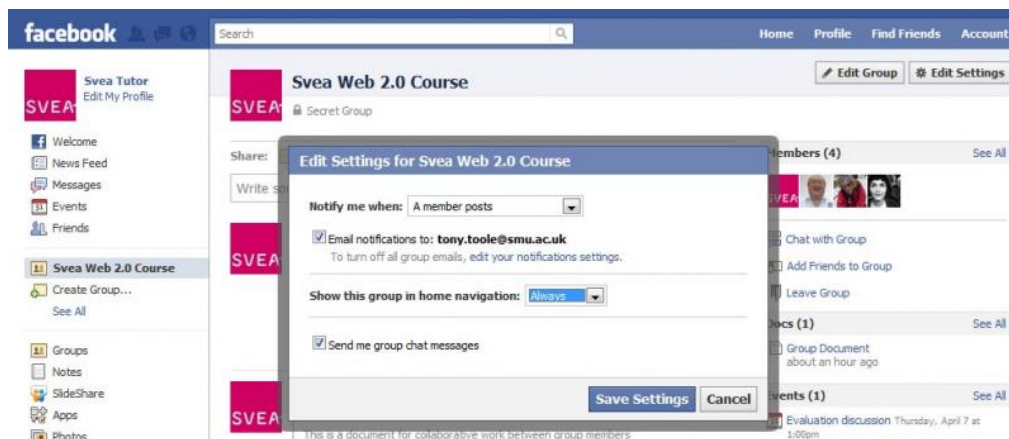 facebook
Search
Home Profile Find Friends Account
SVEA
Svea Tutor
Edit My Profile
Welcome
News Feed
Messages
Events
Friends
Svea Web 2.0 Course
Create Group...
See All
Groups
Notes
SlideShare
Apps
Photos
SVEA
Svea Web 2.0 Course
Secret Group
Edit Group
Edit Settings
Share:
Write
SVEA
SVEA
This is a document for collaborative work between group members
Edit Settings for Svea Web 2.0 Course
Notify me when: A member posts
Email notifications to: tony.toole@smu.ac.uk
To turn off all group emails, edit your notifications settings.
Show this group in home navigation: Always
Send me group chat messages
Save Settings Cancel
Members (4) See All
SVEA
Chat with Group
Add Friends to Group
Leave Group
Docs (1) See All
Group Document
about an hour ago
Events (1) See All
Evaluation discussion Thursday, April 7 at
1:00pm